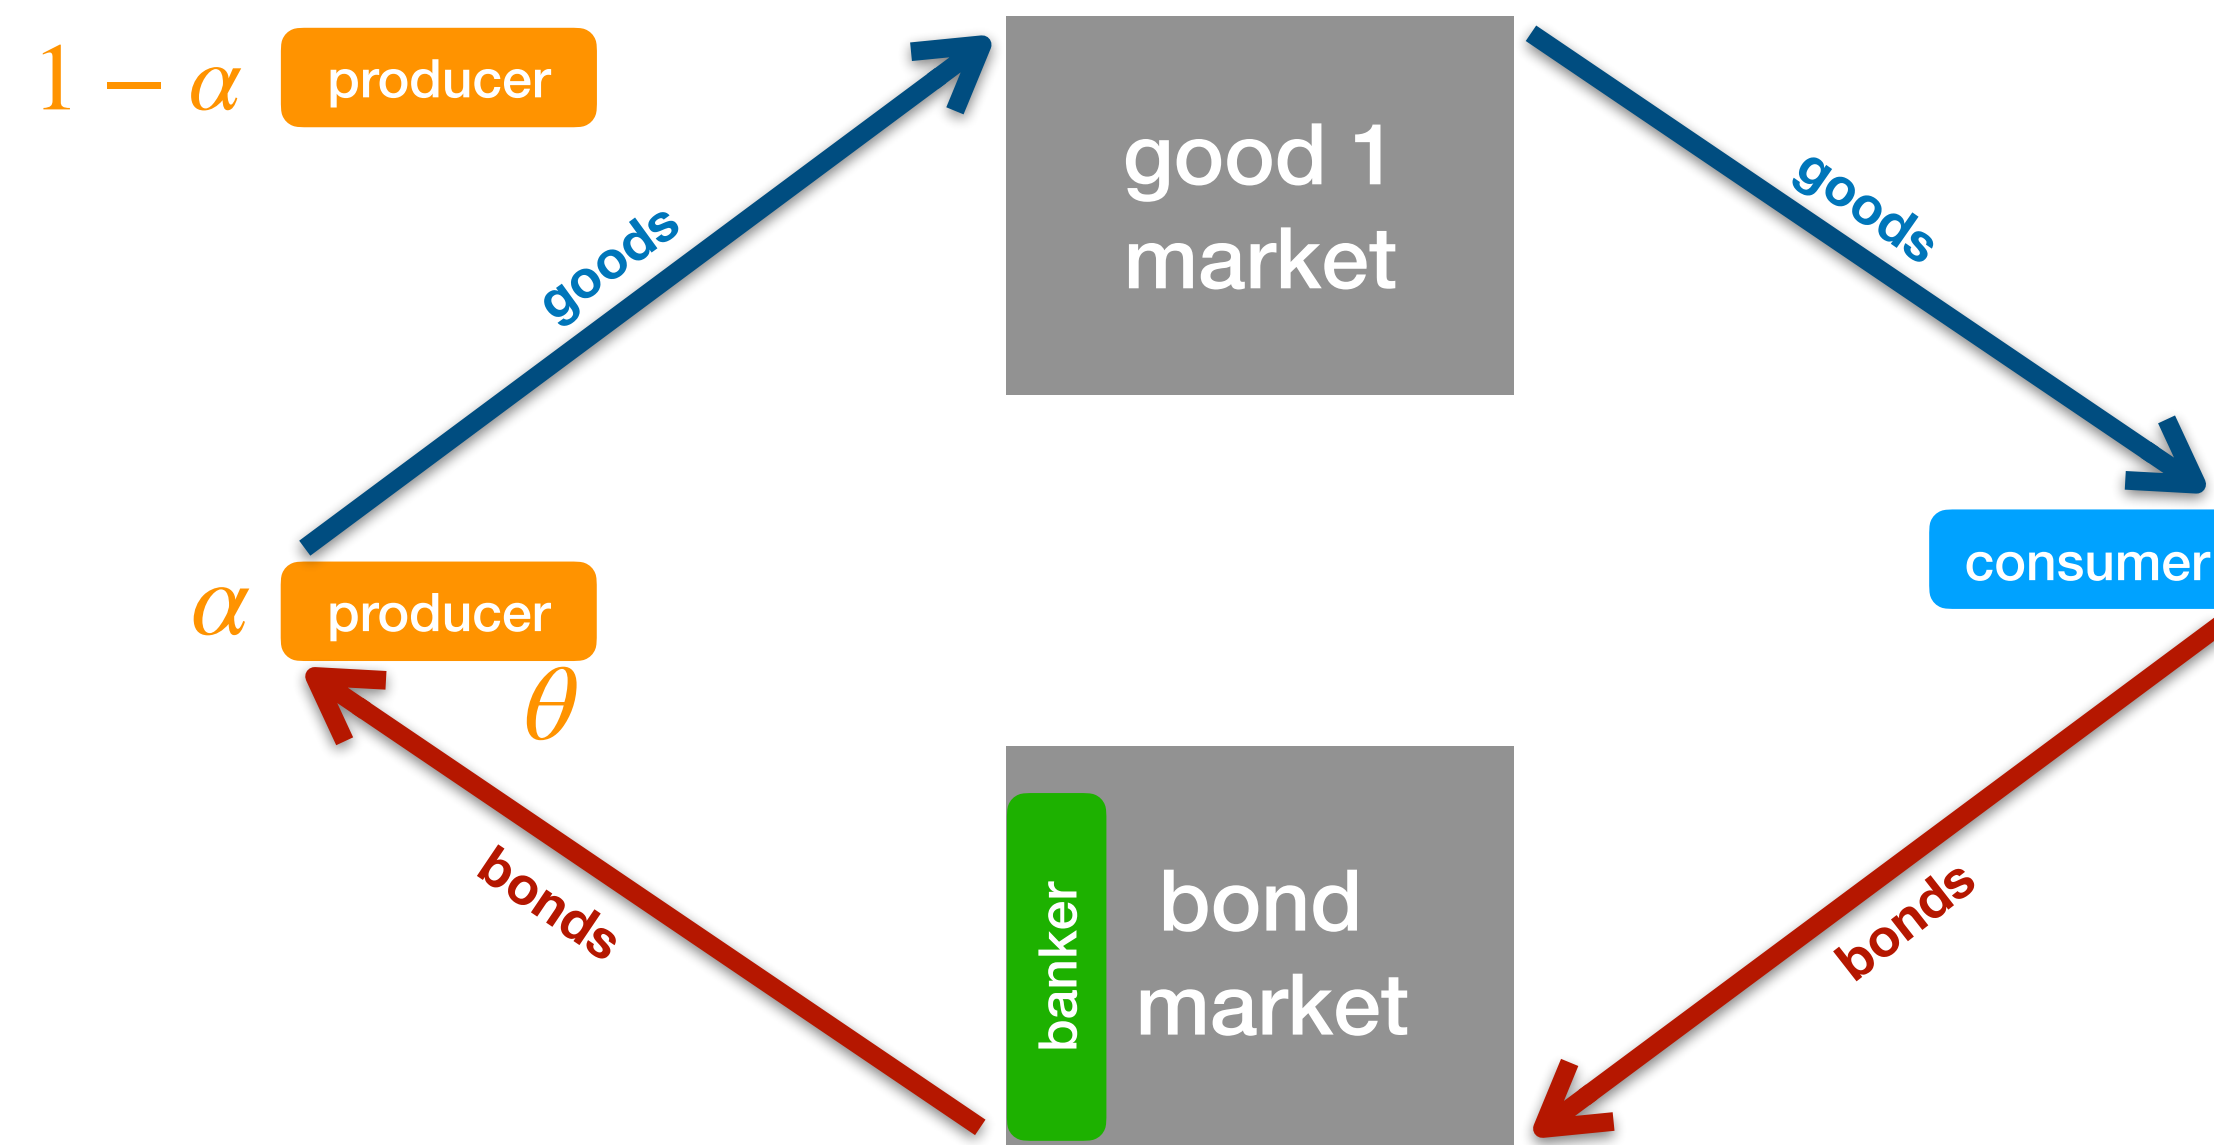 1 − α producer
good 1
market
goods
goods
α producer
consumer
θ
bonds
banker
bond
market
bonds